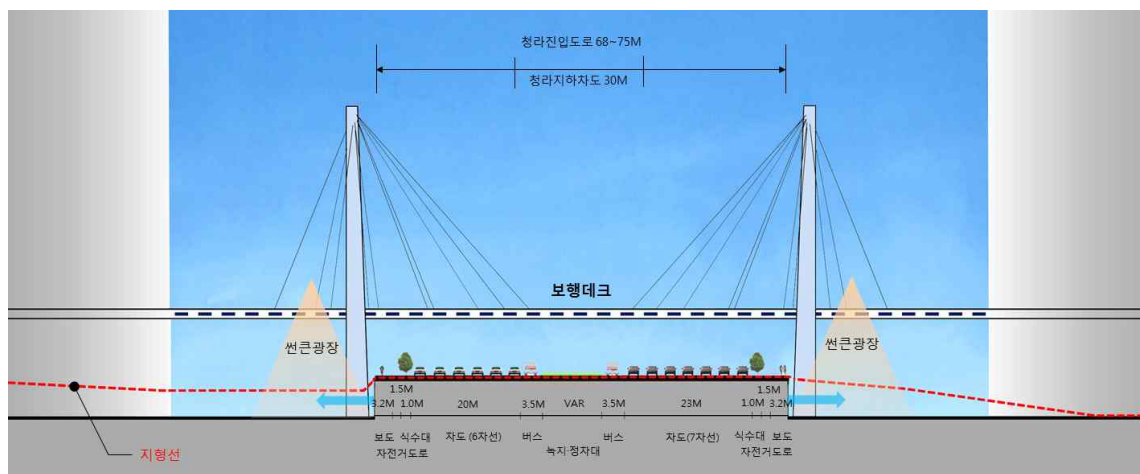 청라진입도로 68~75M
청라지하차도 30M
보행데크
썬큰광장
썬큰광장
1.5M
1.5M
3.2M 1.0M 20M 3.5M VAR 3.5M 23M 1.0M 3.2M
보도 식수대 차도 (6차선) 버스 버스 차도(7차선) 식수대 보도
자전거도로 녹지·정차대 자전거도로
지형선